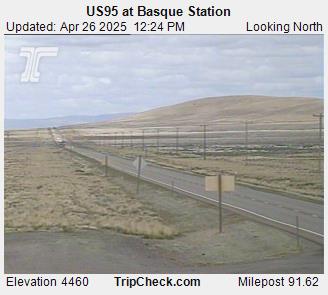 US95 at Basque Station
Updated: Apr 26 2025 12:24 PM Looking North
Elevation 4460 TripCheck.com Milepost 91.62